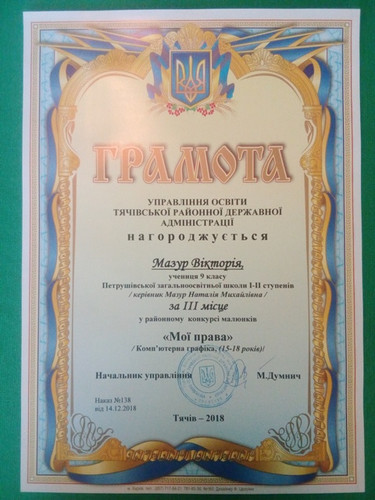 ГРАМОТА
УПРАВЛІННЯ ОСВІТИ
ТЯЧІВСЬКОЇ РАЙОННОЇ ДЕРЖАВНОЇ
АДМІНІСТРАЦІЇ
нагороджується
Мазур Вікторія,
учениця 9 класу
Петрушівської загальноосвітньої школи І-ІІ ступенів
/ керівник Мазур Наталія Михайлівна /
за ІІІ місце
у районному конкурсі малюнків
«Мої права»
/ Комп’ютерна графіка, (15-18 років)/
Начальник управління М.Думнич
Наказ №138
від 14.12.2018
Тячів – 2018